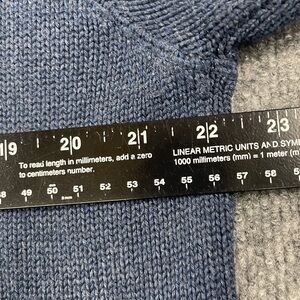 19 20 21 22 23
To read length in millimeters, add a zero
to centimeters number.
LINEAR METRIC UNITS AND SYM
1000 millimeters (mm) = 1 meter (m
49 50 51 52 53 54 55 56 57 58